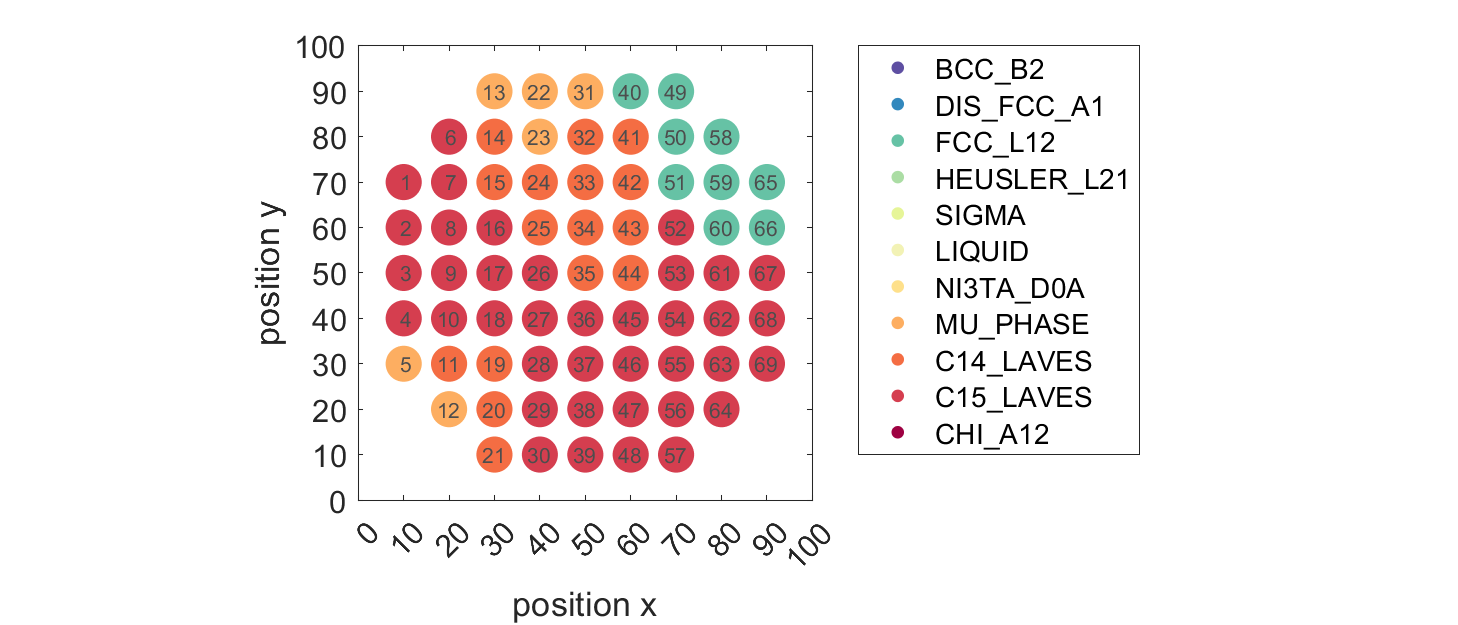 100
90
80
70
60
50
40
30
20
10
0
position y
13 22 31 40 49
6 14 23 32 41 50 58
1 7 15 24 33 42 51 59 65
2 8 16 25 34 43 52 60 66
3 9 17 26 35 44 53 61 67
4 10 18 27 36 45 54 62 68
5 11 19 28 37 46 55 63 69
12 20 29 38 47 56 64
21 30 39 48 57
0 10 20 30 40 50 60 70 80 90 100
position x
BCC_B2
DIS_FCC_A1
FCC_L12
HEUSLER_L21
SIGMA
LIQUID
NI3TA_D0A
MU_PHASE
C14_LAVES
C15_LAVES
CHI_A12